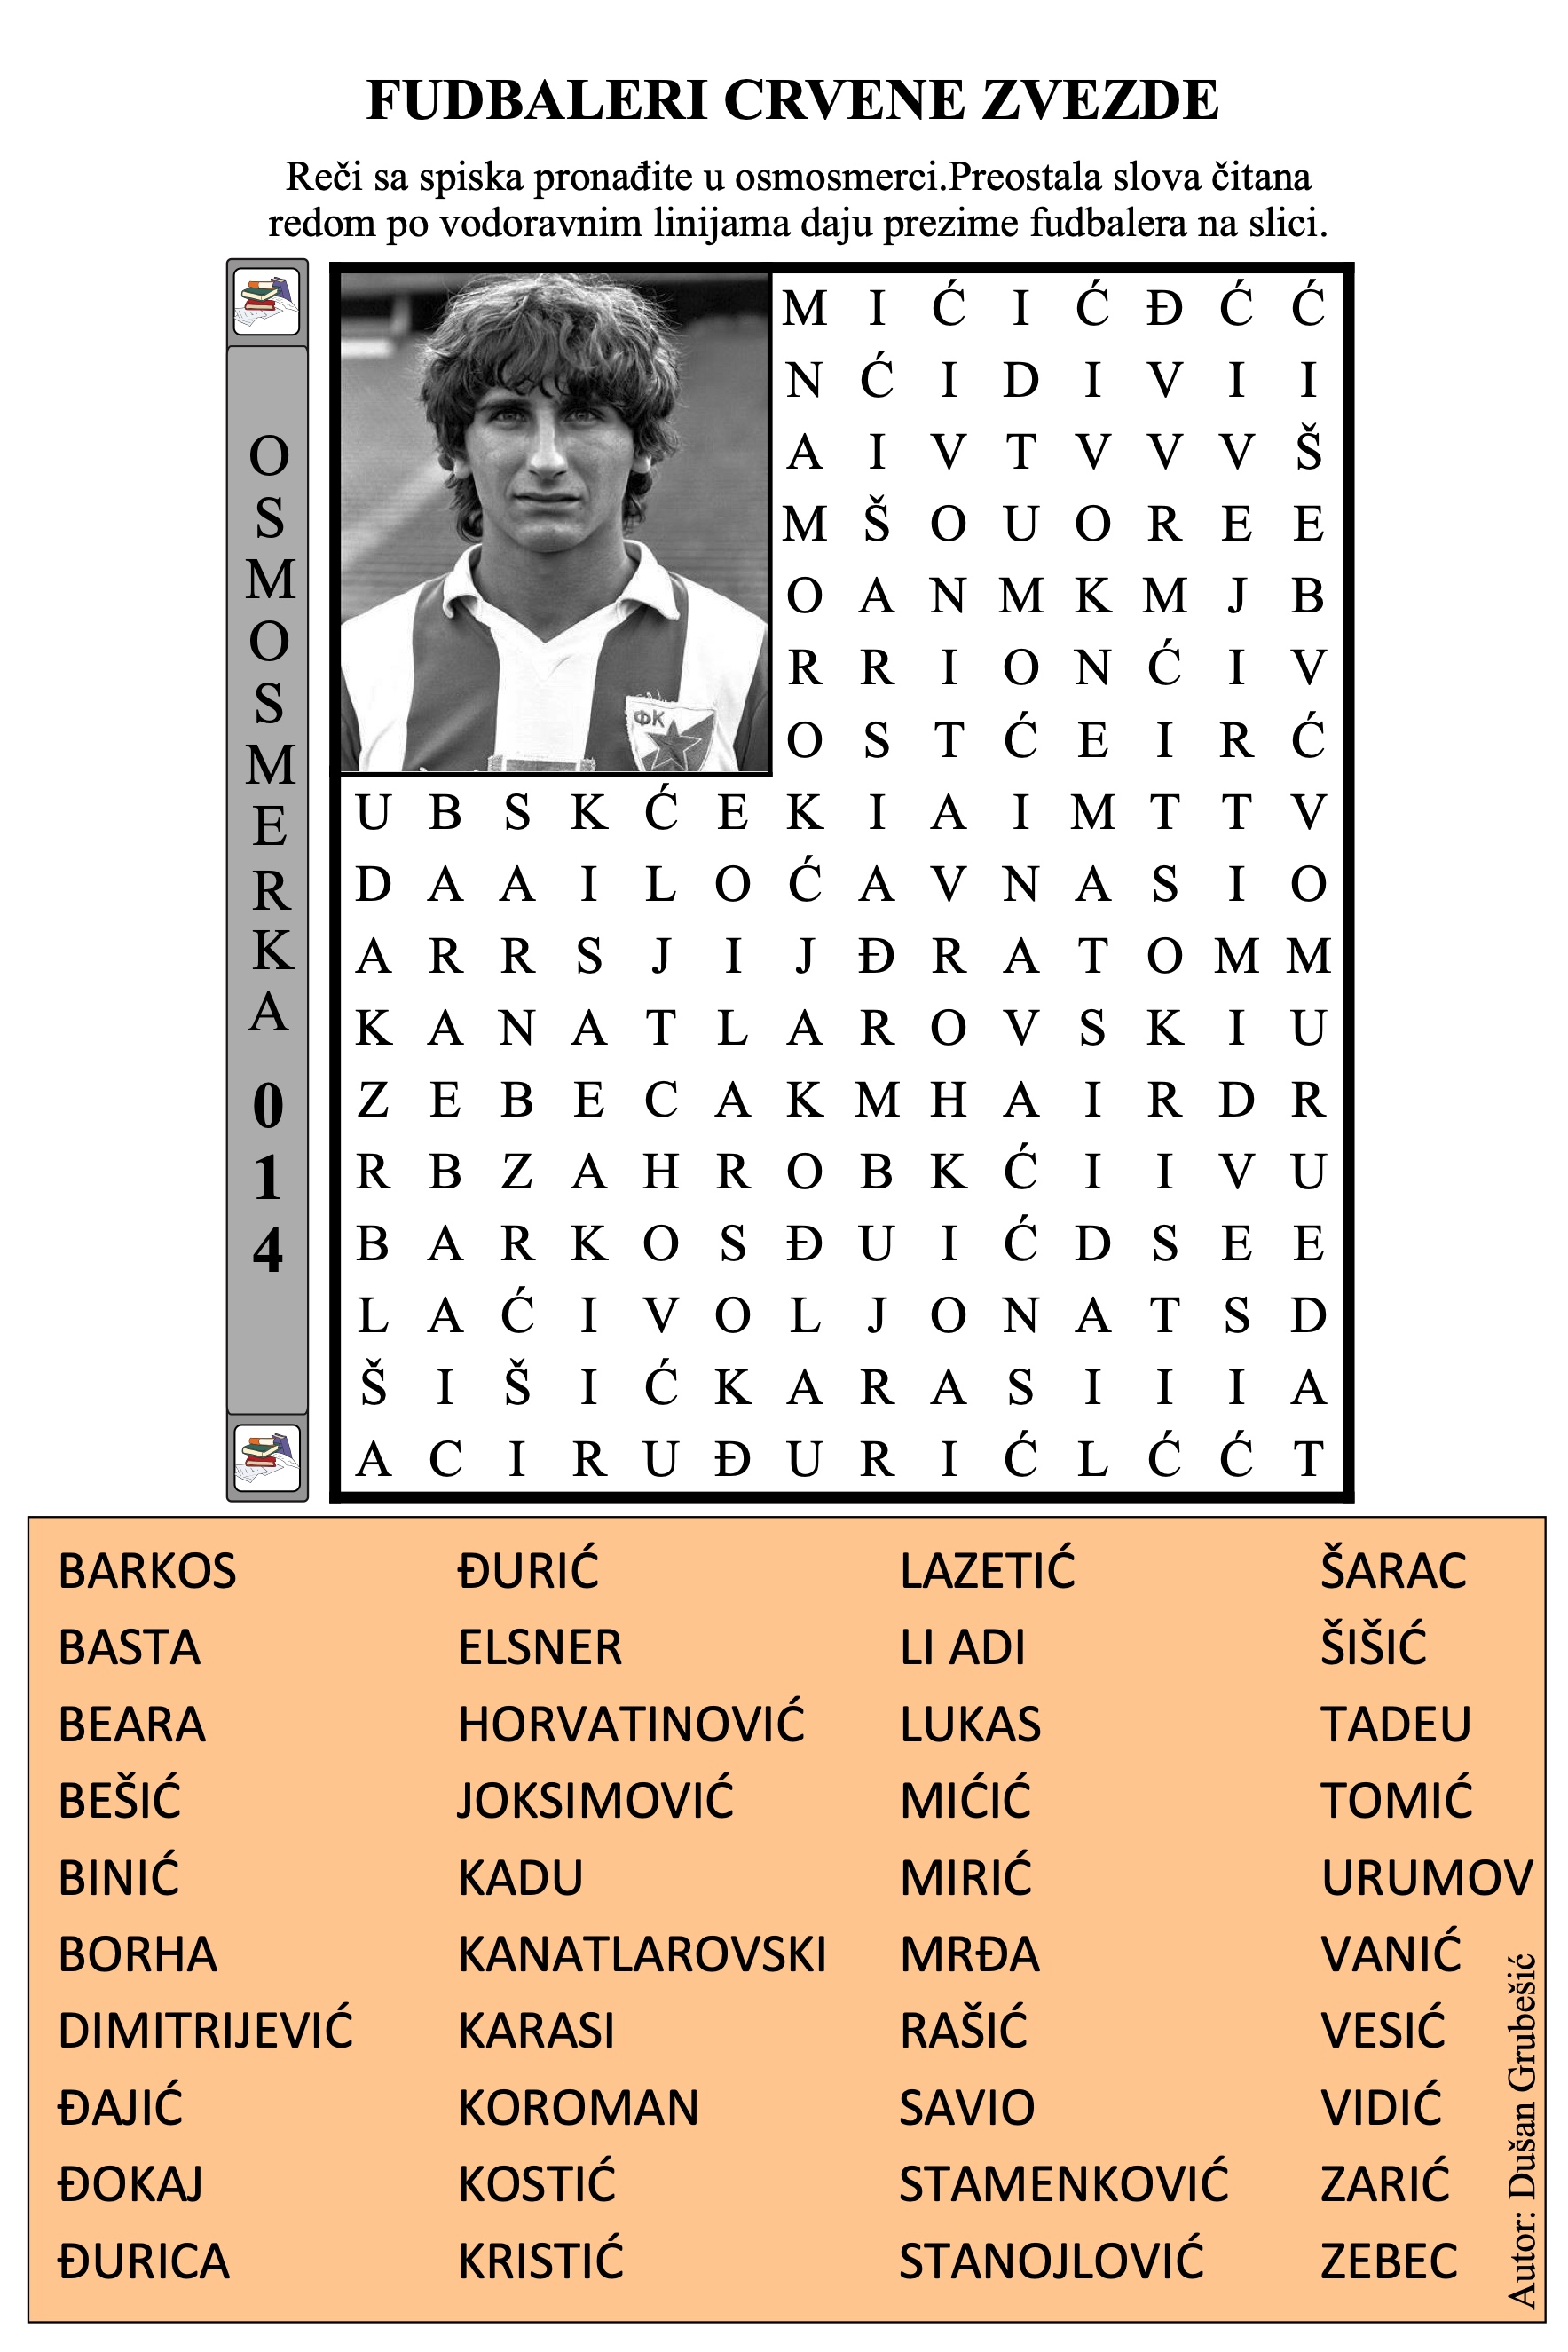 FUDBALERI CRVENE ZVEZDE
Reči sa spiska pronađite u osmosmerci.Preostala slova čitana
redom po vodoravnim linijama daju prezime fudbalera na slici.
OSMOSMERKA 014
M I Ć I Ć Đ Ć Ć
N Ć I D I V I I
A I V T V V V Š
M Š O U O R E E
O A N M K M J B
R R I O N Ć I V
O S T Ć E I R Ć
ФК
U B S K Ć E K I A I M T T V
D A A I L O Ć A V N A S I O
A R R S J I J Đ R A T O M M
K A N A T L A R O V S K I U
Z E B E C A K M H A I R D R
R B Z A H R O B K Ć I I V U
B A R K O S Đ U I Ć D S E E
L A Ć I V O L J O N A T S D
Š I Š I Ć K A R A S I I I A
A C I R U Đ U R I Ć L Ć Ć T
BARKOS
BASTA
BEARA
BEŠIĆ
BINIĆ
BORHA
DIMITRIJEVIĆ
ĐAJIĆ
ĐOKAJ
ĐURICA
ĐURIĆ
ELSNER
HORVATINOVIĆ
JOKSIMOVIĆ
KADU
KANATLAROVSKI
KARASI
KOROMAN
KOSTIĆ
KRISTIĆ
LAZETIĆ
LI ADI
LUKAS
MIĆIĆ
MIRIĆ
MRĐA
RAŠIĆ
SAVIO
STAMENKOVIĆ
STANOJLOVIĆ
ŠARAC
ŠIŠIĆ
TADEU
TOMIĆ
URUMOV
VANIĆ
VESIĆ
VIDIĆ
ZARIĆ
ZEBEC
Autor: Dušan Grubešić